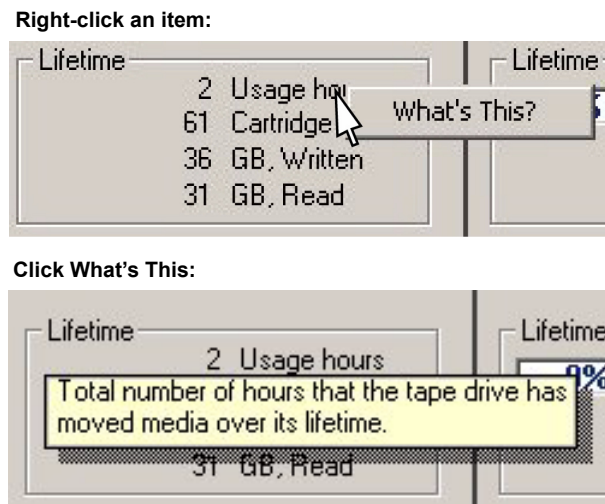 Right-click an item:
Lifetime
Lifetime
2 Usage
61 Cartridge
What's This?
36 GB, Written
31 GB, Read
Click What's This:
Lifetime
Lifetime
2 Usage hours
Total number of hours that the tape drive has
moved media over its lifetime.
31 GB, Read